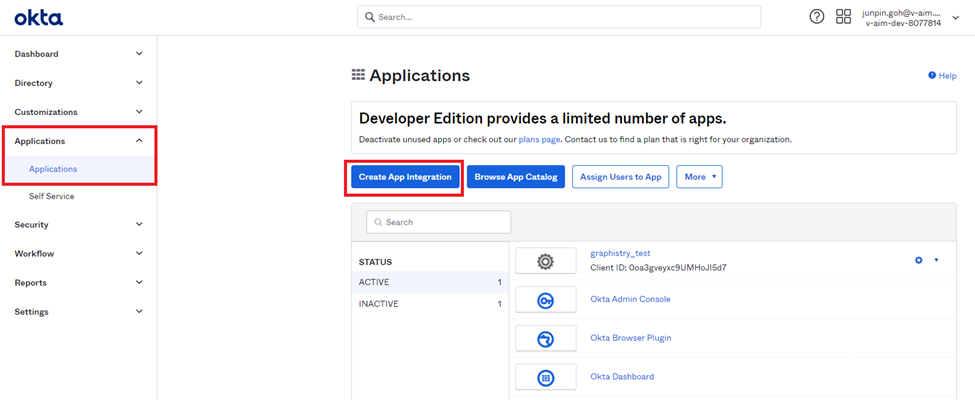 okta
Search...
junpin.goh@v-aim....
v-aim-dev-8077814
Dashboard
Directory
Customizations
Applications
Applications
Self Service
Security
Workflow
Reports
Settings
Applications
Help
Developer Edition provides a limited number of apps.
Deactivate unused apps or check out our plans page. Contact us to find a plan that is right for your organization.
Create App Integration
Browse App Catalog
Assign Users to App
More
Search
STATUS
ACTIVE 1
INACTIVE 1
graphistry_test
Client ID: 0oa3gveyxc9UMHoJI5d7
Okta Admin Console
Okta Browser Plugin
Okta Dashboard